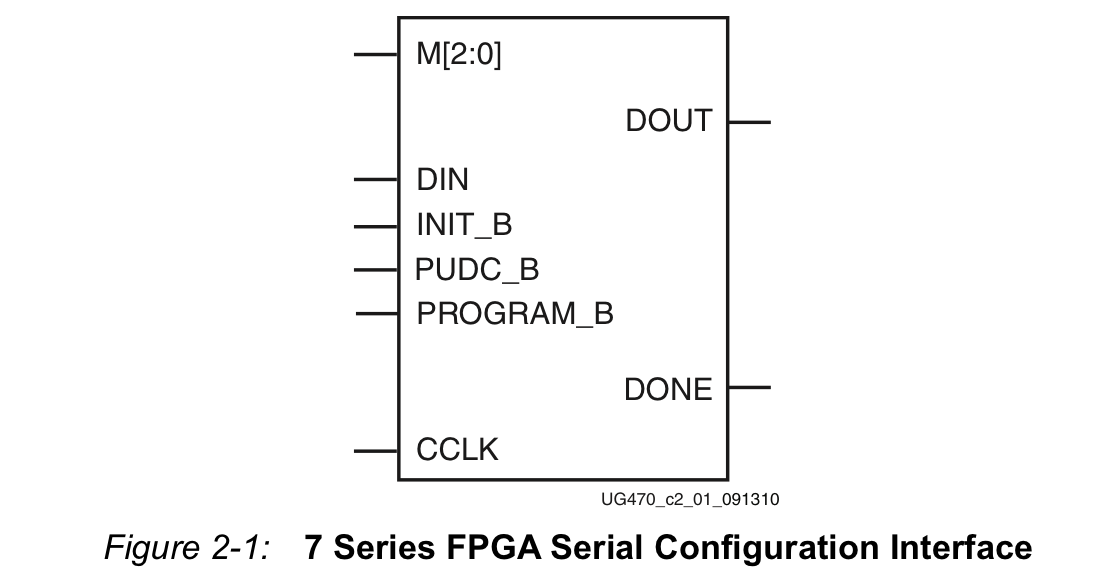 M[2:0]
DOUT
DIN
INIT_B
PUDC_B
PROGRAM_B
DONE
CCLK
UG470_c2_01_091310
Figure 2-1: 7 Series FPGA Serial Configuration Interface